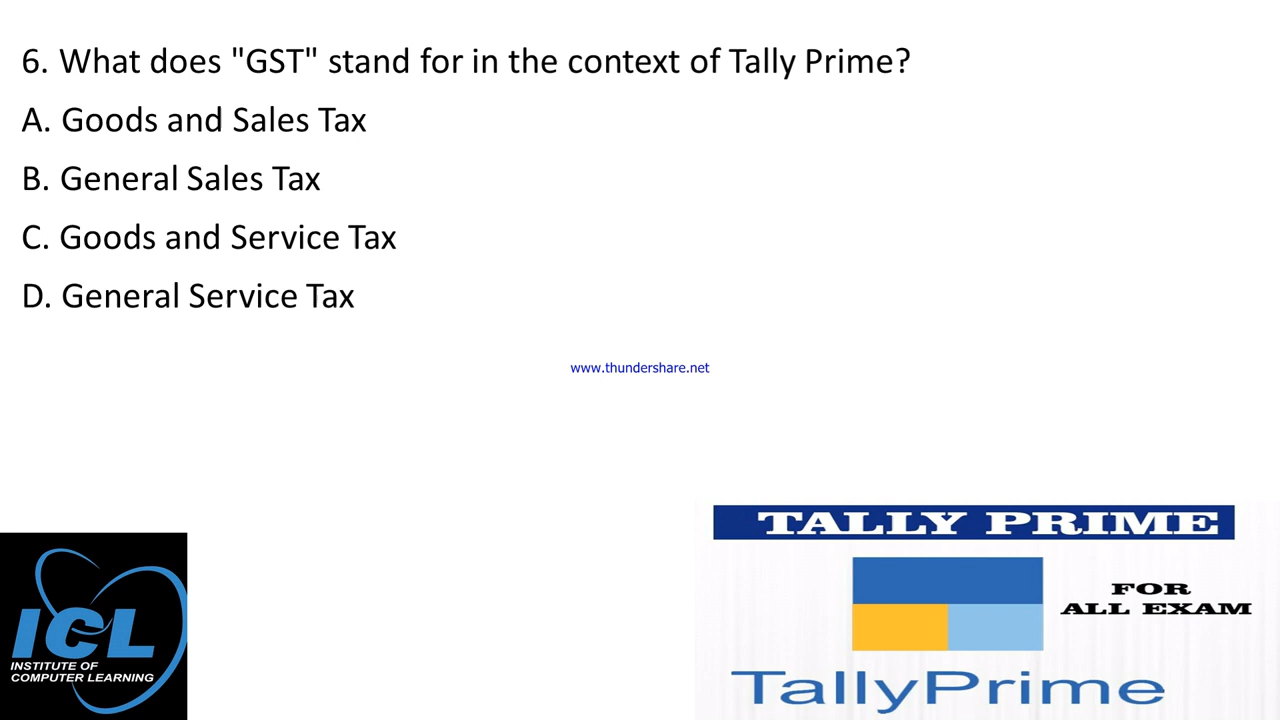 6. What does "GST" stand for in the context of Tally Prime?
A. Goods and Sales Tax
B. General Sales Tax
C. Goods and Service Tax
D. General Service Tax
www.thundershare.net
TALLY PRIME
FOR
ALL EXAM
TallyPrime
ICL
INSTITUTE OF
COMPUTER LEARNING